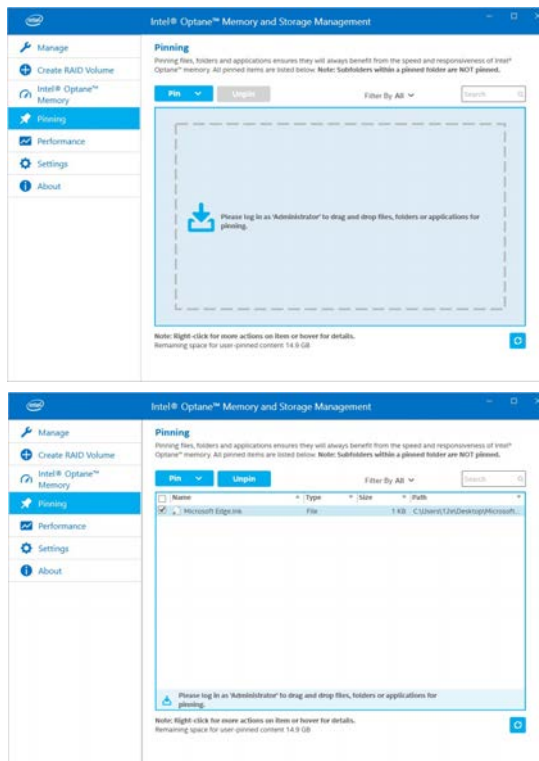 intel
Intel® Optane™ Memory and Storage Management
Manage
Create RAID Volume
Intel® Optane™
Memory
Pinning
Performance
Settings
About
Pinning
Pinning files, folders and applications ensures they will always benefit from the speed and responsiveness of Intel®
Optane™ memory. All pinned items are listed below. Note: Subfolders within a pinned folder are NOT pinned.
Pin Unpin Filter By All Search
Please log in as 'Administrator' to drag and drop files, folders or applications for
pinning.
Note: Right-click for more actions on item or hover for details.
Remaining space for user-pinned content 14.9 GB
intel
Intel® Optane™ Memory and Storage Management
Manage
Create RAID Volume
Intel® Optane™
Memory
Pinning
Performance
Settings
About
Pinning
Pinning files, folders and applications ensures they will always benefit from the speed and responsiveness of Intel®
Optane™ memory. All pinned items are listed below. Note: Subfolders within a pinned folder are NOT pinned.
Pin Unpin Filter By All Search
Name Type Size Path
Microsoft Edge.lnk File 1 KB C:\Users\12e\Desktop\Microsoft...
Please log in as 'Administrator' to drag and drop files, folders or applications for
pinning.
Note: Right-click for more actions on item or hover for details.
Remaining space for user-pinned content 14.9 GB